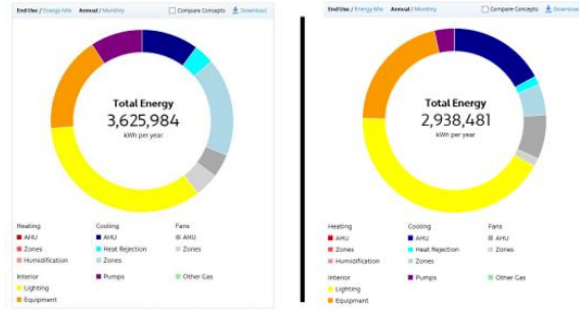 End Use / Energy Mix Annual / Monthly Compare Concepts Download
Total Energy
3,625,984
kWh per year
Heating Cooling Fans
AHU AHU AHU
Zones Heat Rejection Zones
Humidification Zones
Interior Pumps Other Gas
Lighting
Equipment
End Use / Energy Mix Annual / Monthly Compare Concepts Download
Total Energy
2,938,481
kWh per year
Heating Cooling Fans
AHU AHU AHU
Zones Heat Rejection Zones
Humidification Zones
Interior Pumps Other Gas
Lighting
Equipment